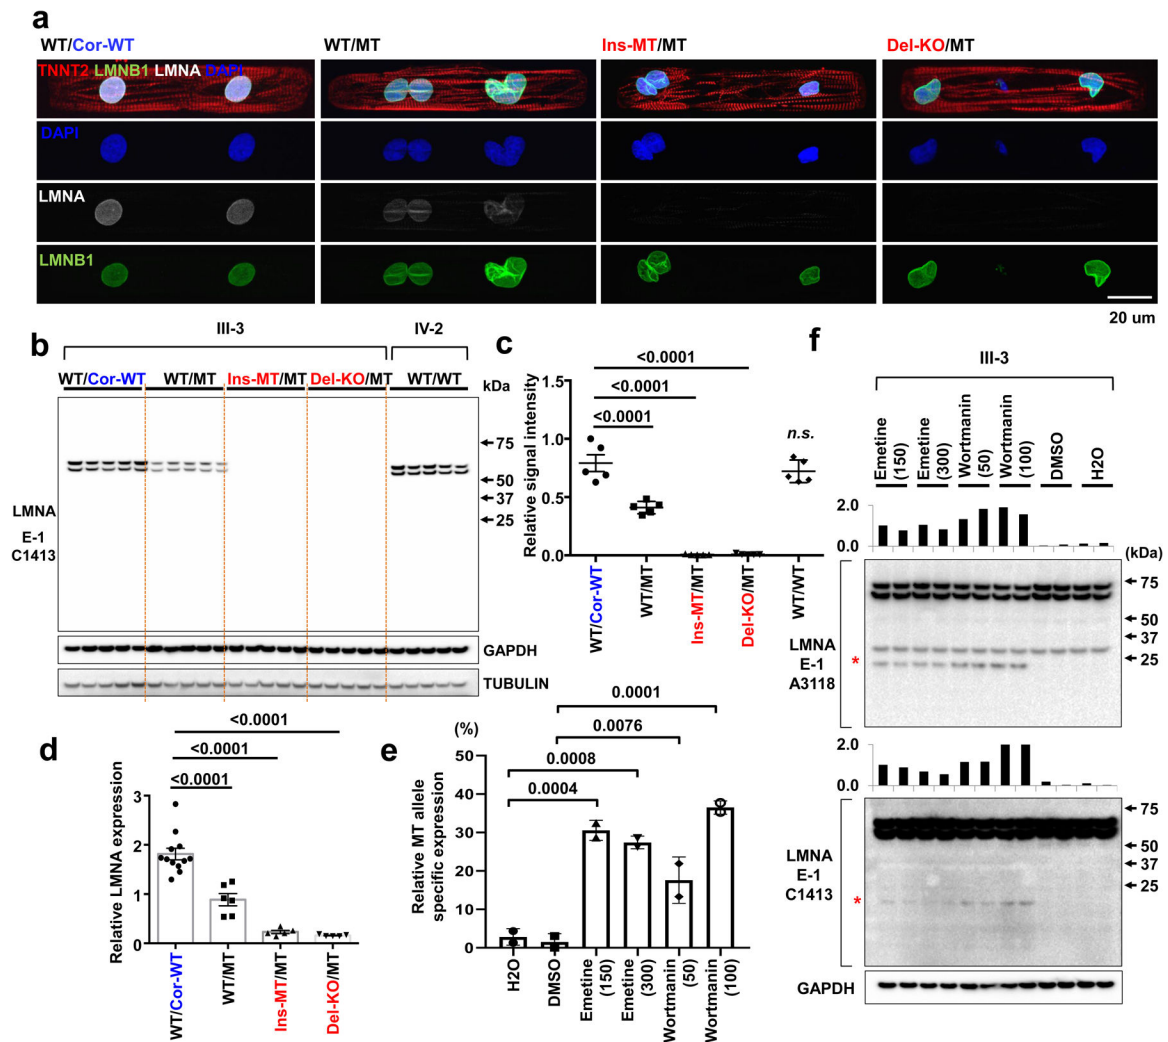 a
WT/Cor-WT
WT/MT
Ins-MT/MT
Del-KO/MT
TNNT2 LMNB1 LMNA DAPI
DAPI
LMNA
LMNB1
20 um
b
III-3
IV-2
WT/Cor-WT
WT/MT
Ins-MT/MT
Del-KO/MT
WT/WT
kDa
75
50
37
25
LMNA
E-1
C1413
GAPDH
TUBULIN
c
<0.0001
<0.0001
<0.0001
n.s.
Relative signal intensity
1.5
1.0
0.5
0.0
WT/Cor-WT
WT/MT
Ins-MT/MT
Del-KO/MT
WT/WT
d
<0.0001
<0.0001
<0.0001
Relative LMNA expression
3
2
1
0
WT/Cor-WT
WT/MT
Ins-MT/MT
Del-KO/MT
e
(%)
0.0001
0.0076
0.0008
0.0004
Relative MT allele
specific expression
50
40
30
20
10
0
H2O
DMSO
Emetine
(150)
Emetine
(300)
Wortmanin
(50)
Wortmanin
(100)
f
III-3
Emetine
(150)
Emetine
(300)
Wortmanin
(50)
Wortmanin
(100)
DMSO
H2O
2.0
0.0
(kDa)
75
50
37
25
LMNA
E-1
A3118
*
2.0
0.0
75
50
37
25
LMNA
E-1
C1413
*
GAPDH